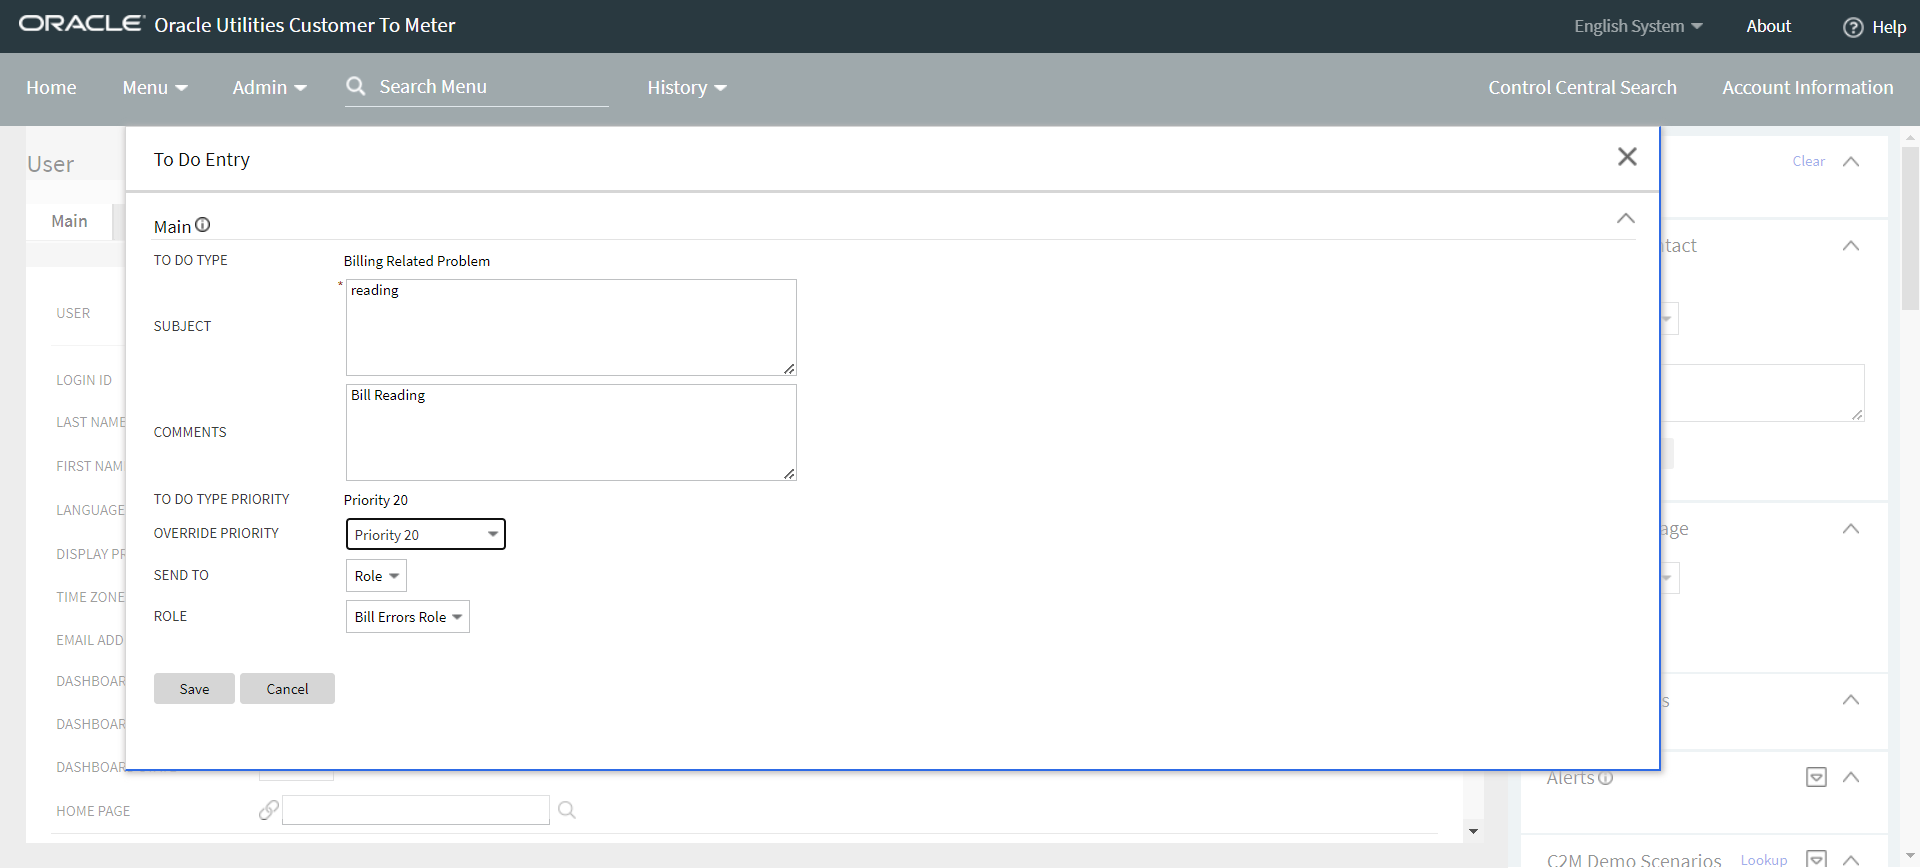 ORACLE Oracle Utilities Customer To Meter
English System
About
Help
Home
Menu
Admin
Search Menu
History
Control Central Search
Account Information
User
To Do Entry
Clear
Main
Main
TO DO TYPE
Billing Related Problem
*
reading
SUBJECT
Bill Reading
COMMENTS
TO DO TYPE PRIORITY
Priority 20
OVERRIDE PRIORITY
Priority 20
SEND TO
Role
ROLE
Bill Errors Role
Save
Cancel
USER
LOGIN ID
LAST NAME
FIRST NAM
LANGUAGE
DISPLAY PR
TIME ZONE
EMAIL ADD
DASHBOAR
DASHBOAR
DASHBOAR
HOME PAGE
tact
age
s
Alerts
C2M Demo Scenarios
Lookup